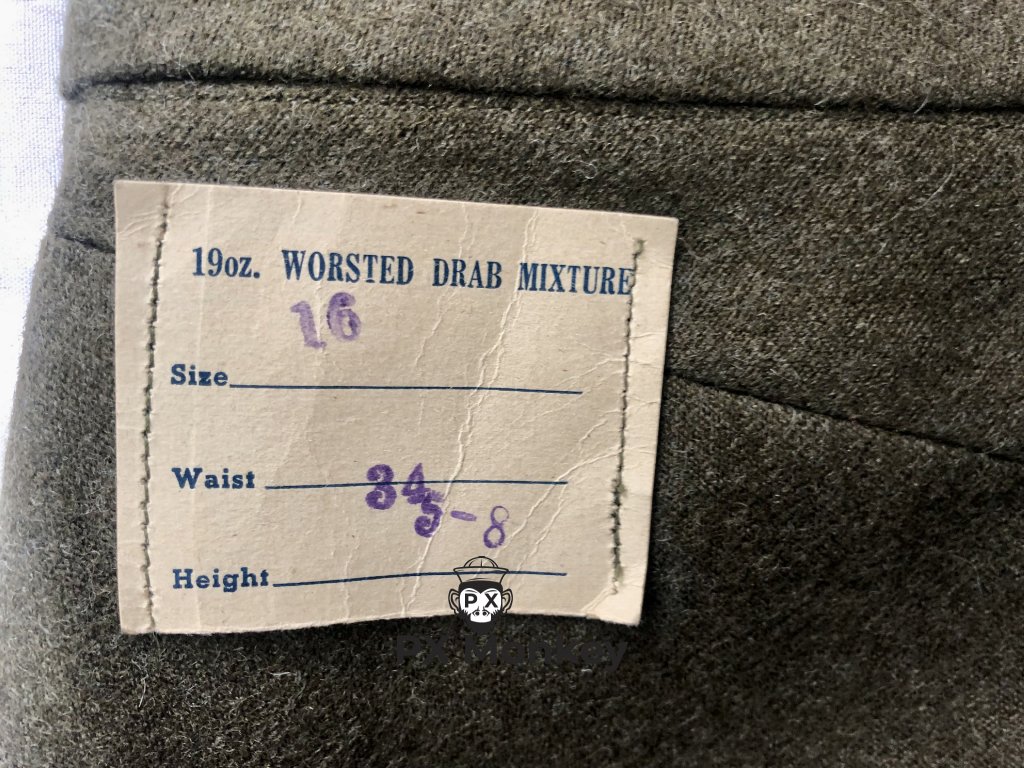 19oz. WORSTED DRAB MIXTURE
16
Size
Waist 34
5-8
Height
PX
PX Monkey